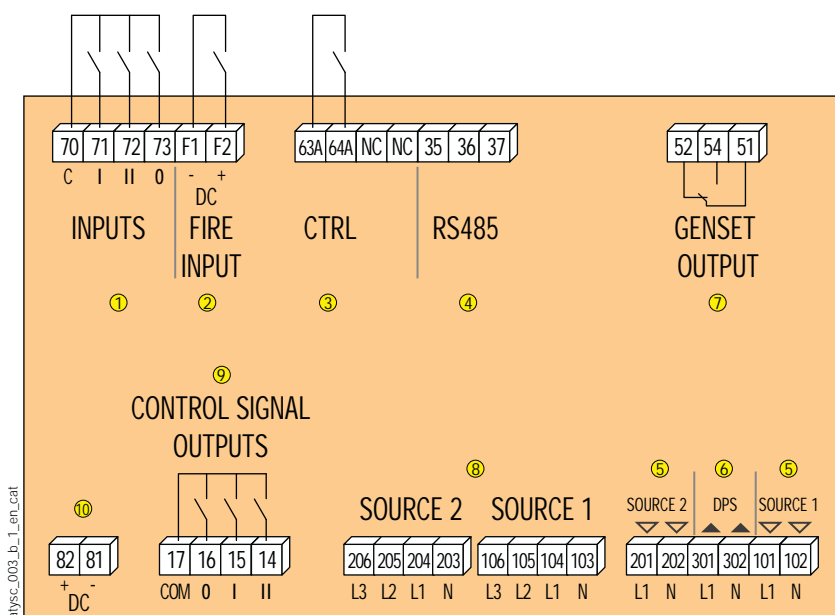 70 71 72 73 F1 F2 63A 64A NC NC 35 36 37 52 54 51
C I II 0 - +
DC
INPUTS FIRE INPUT CTRL RS485 GENSET OUTPUT
1 2 3 4 7
9
CONTROL SIGNAL
OUTPUTS
8 5 6 5
10
SOURCE 2 SOURCE 1 SOURCE 2 DPS SOURCE 1
82 81 17 16 15 14 206 205 204 203 106 105 104 103 201 202 301 302 101 102
+ - COM 0 I II L3 L2 L1 N L3 L2 L1 N L1 N L1 N L1 N
DC
atysc_003_b_1_en_cat